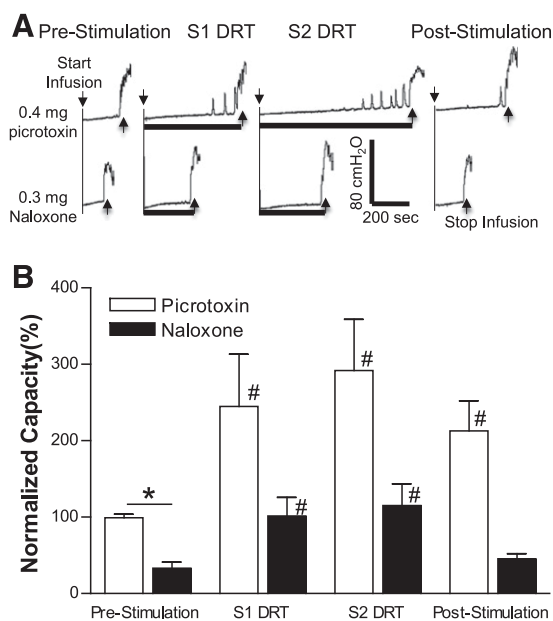 A
Pre-Stimulation S1 DRT S2 DRT Post-Stimulation
Start
Infusion
0.4 mg
picrotoxin
0.3 mg
Naloxone
80 cmH2O
200 sec
Stop Infusion
B
Normalized Capacity(%)
400
300
200
100
0
Picrotoxin
Naloxone
*
#
#
#
#
#
Pre-Stimulation S1 DRT S2 DRT Post-Stimulation